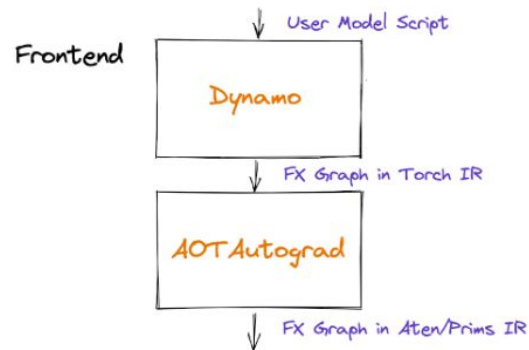 User Model Script
Frontend
Dynamo
FX Graph in Torch IR
AOTAutograd
FX Graph in Aten/Prims IR